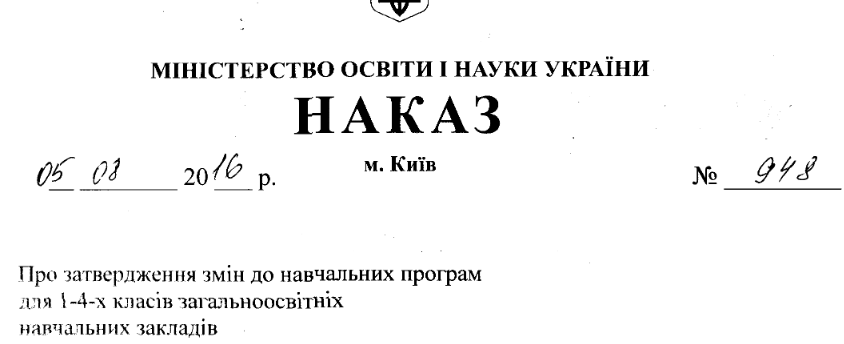 МІНІСТЕРСТВО ОСВІТИ І НАУКИ УКРАЇНИ
НАКАЗ
05 08 2016 р. м. Київ № 948
Про затвердження змін до навчальних програм
для 1-4-х класів загальноосвітніх
навчальних закладів